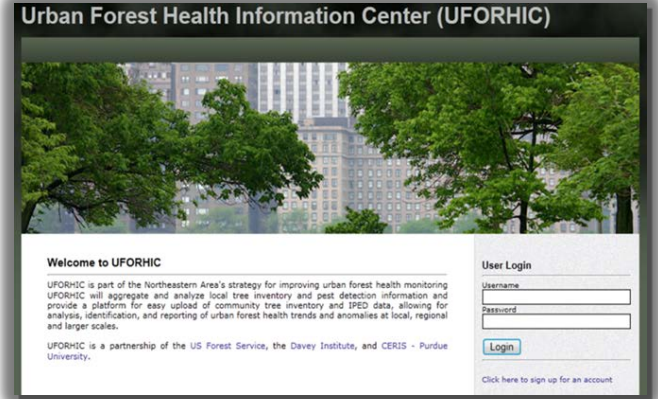 Urban Forest Health Information Center (UFORHIC)
Welcome to UFORHIC
UFORHIC is part of the Northeastern Area's strategy for improving urban forest health monitoring
UFORHIC will aggregate and analyze local tree inventory and pest detection information and
provide a platform for easy upload of community tree inventory and IPED data, allowing for
analysis, identification, and reporting of urban forest health trends and anomalies at local, regional
and larger scales.
UFORHIC is a partnership of the US Forest Service, the Davey Institute, and CERIS - Purdue
University.
User Login
Username
Password
Login
Click here to sign up for an account